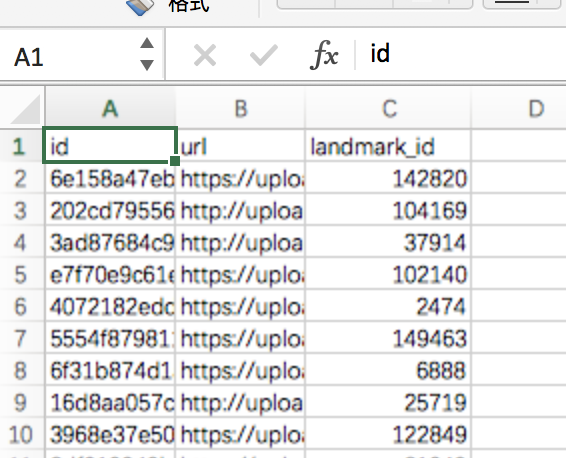 格式
A1 fx id
A B C D
1 id url landmark_id
2 6e158a47eb https://uploa 142820
3 202cd79556 http://uploa 104169
4 3ad87684c9 http://uploa 37914
5 e7f70e9c61e https://uploa 102140
6 4072182edc https://uploa 2474
7 5554f879811 https://uploa 149463
8 6f31b874d1 https://uploa 6888
9 16d8aa057c http://uploa 25719
10 3968e37e50 https://uploa 122849